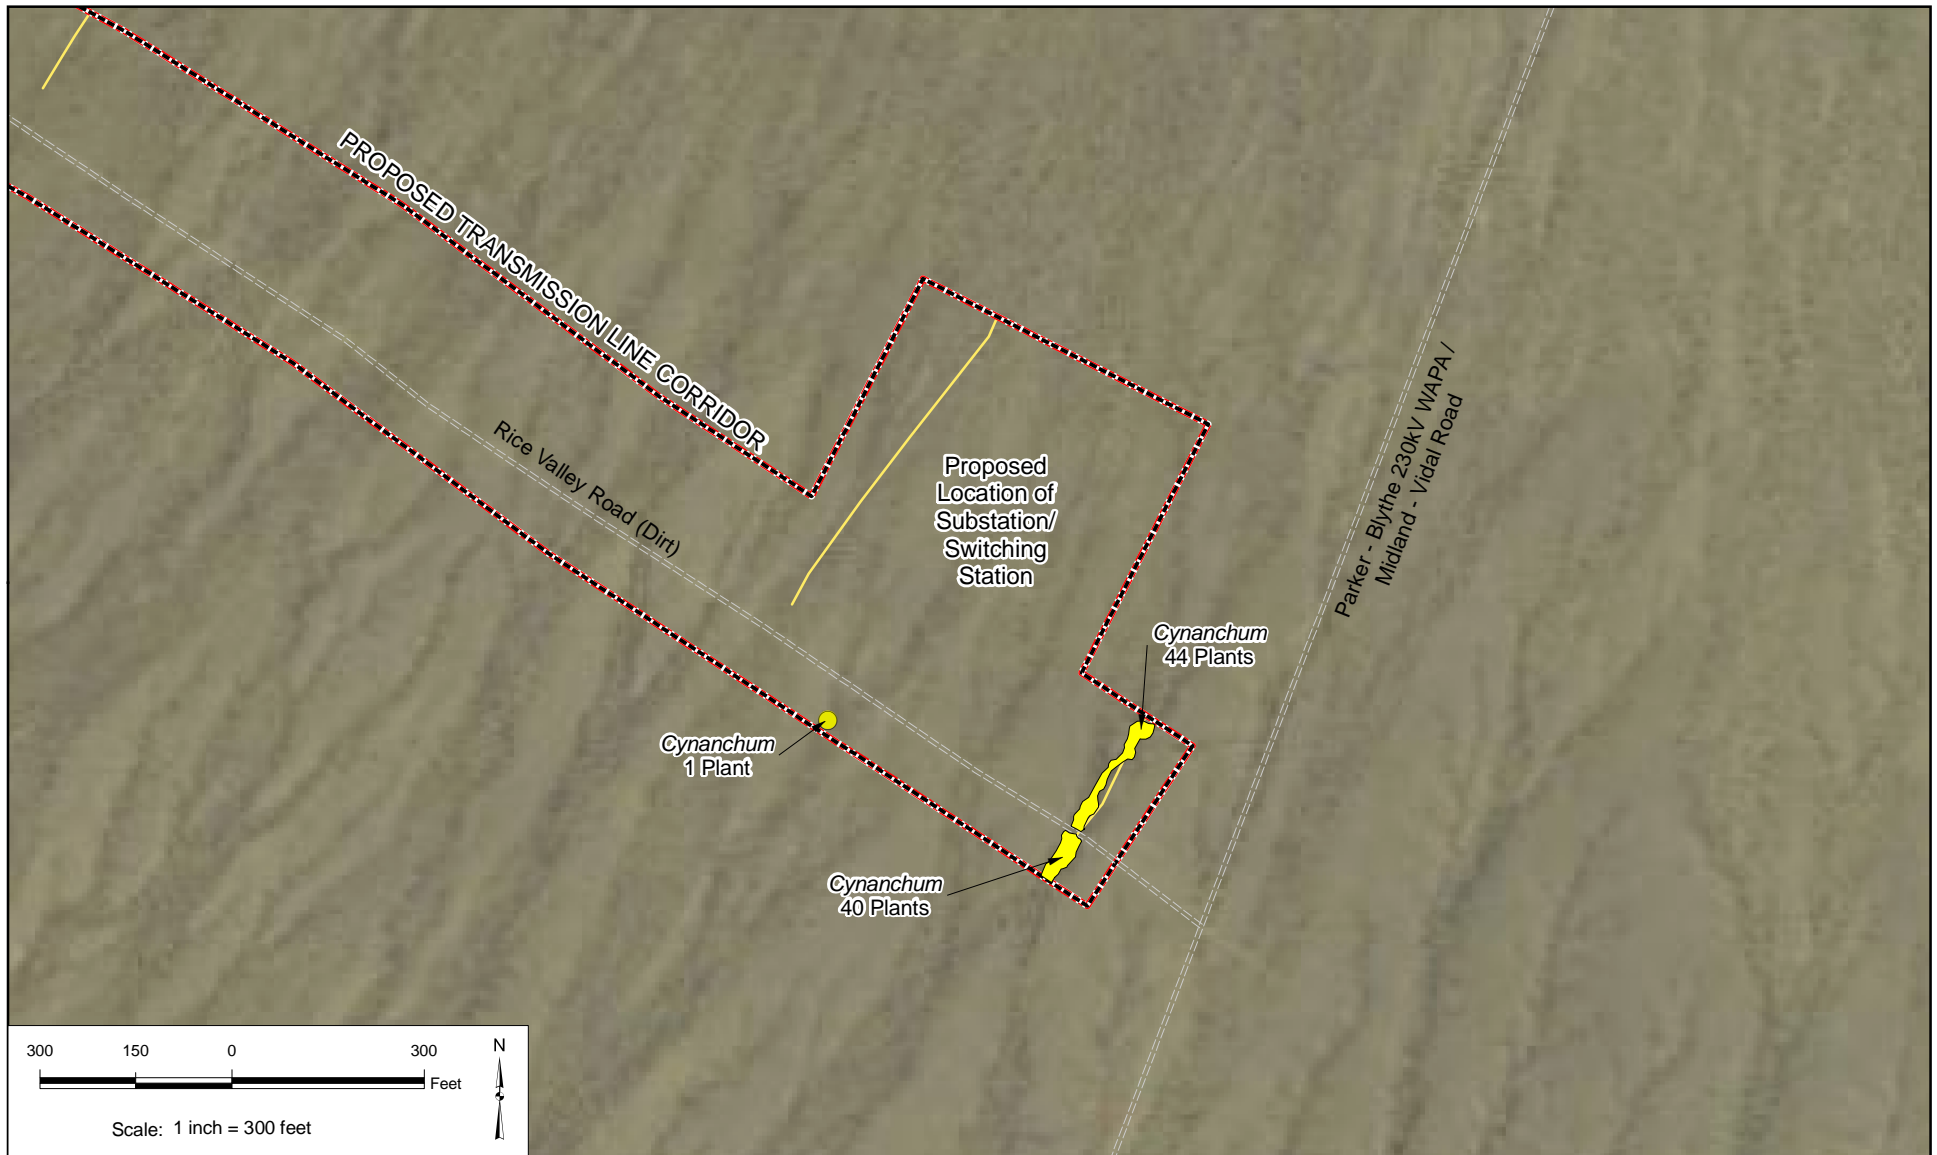 PROPOSED TRANSMISSION LINE CORRIDOR
Rice Valley Road (Dirt)
Proposed
Location of
Substation/
Switching
Station
Parker - Blythe 230kV WAPA /
Midland - Vidal Road
Cynanchum
44 Plants
Cynanchum
1 Plant
Cynanchum
40 Plants
300 150 0 300
Feet
N
Scale: 1 inch = 300 feet